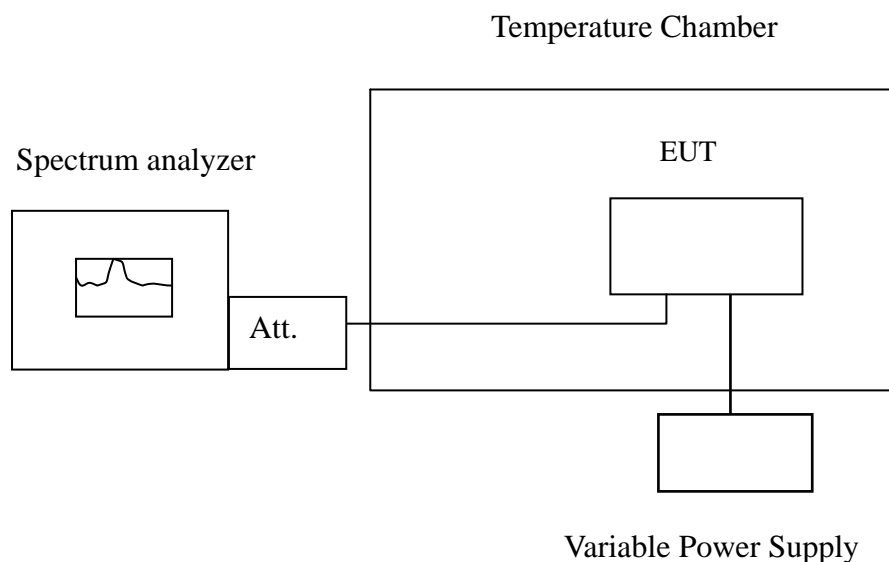 Temperature Chamber
Spectrum analyzer
EUT
Att.
Variable Power Supply